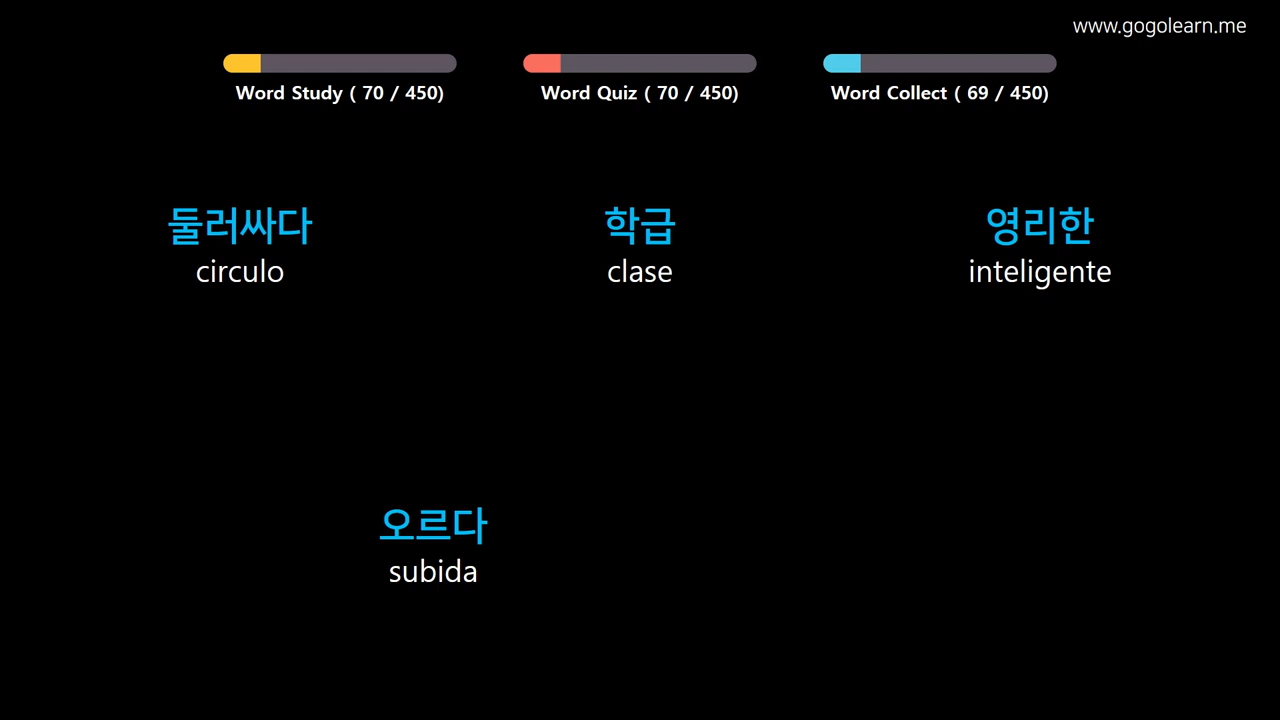 www.gogolearn.me
Word Study ( 70 / 450)
Word Quiz ( 70 / 450)
Word Collect ( 69 / 450)
둘러싸다
circulo
학급
clase
영리한
inteligente
오르다
subida